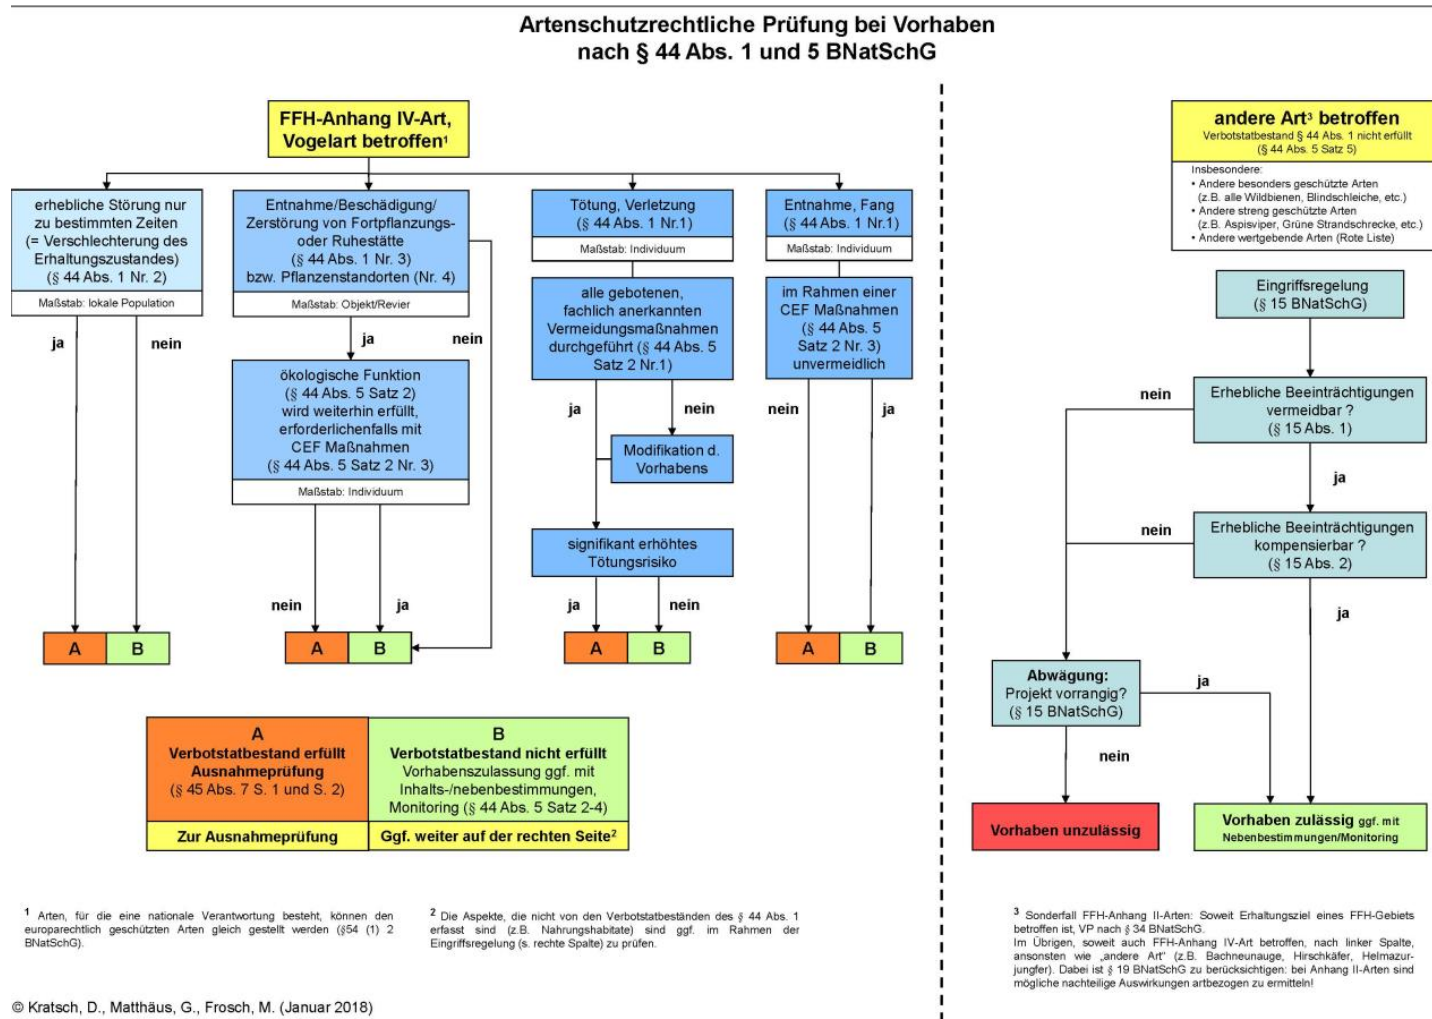 Artenschutzrechtliche Prüfung bei Vorhaben
nach § 44 Abs. 1 und 5 BNatSchG
FFH-Anhang IV-Art,
Vogelart betroffen¹
erhebliche Störung nur
zu bestimmten Zeiten
(= Verschlechterung des
Erhaltungszustandes)
(§ 44 Abs. 1 Nr. 2)
Maßstab: lokale Population
ja
nein
Entnahme/Beschädigung/
Zerstörung von Fortpflanzungs-
oder Ruhestätte
(§ 44 Abs. 1 Nr. 3)
bzw. Pflanzenstandorten (Nr. 4)
Maßstab: Objekt/Revier
ja
nein
ökologische Funktion
(§ 44 Abs. 5 Satz 2)
wird weiterhin erfüllt,
erforderlichenfalls mit
CEF Maßnahmen
(§ 44 Abs. 5 Satz 2 Nr. 3)
Maßstab: Individuum
nein
ja
Tötung, Verletzung
(§ 44 Abs. 1 Nr.1)
Maßstab: Individuum
alle gebotenen,
fachlich anerkannten
Vermeidungsmaßnahmen
durchgeführt (§ 44 Abs. 5
Satz 2 Nr.1)
ja
nein
Modifikation d.
Vorhabens
signifikant erhöhtes
Tötungsrisiko
ja
nein
Entnahme, Fang
(§ 44 Abs. 1 Nr.1)
Maßstab: Individuum
im Rahmen einer
CEF Maßnahmen
(§ 44 Abs. 5
Satz 2 Nr. 3)
unvermeidlich
nein
ja
A
B
A
B
A
B
A
B
A
Verbotstatbestand erfüllt
Ausnahmeprüfung
(§ 45 Abs. 7 S. 1 und S. 2)
Zur Ausnahmeprüfung
B
Verbotstatbestand nicht erfüllt
Vorhabenszulassung ggf. mit
Inhalts-/nebenbestimmungen,
Monitoring (§ 44 Abs. 5 Satz 2-4)
Ggf. weiter auf der rechten Seite²
¹ Arten, für die eine nationale Verantwortung besteht, können den
europarechtlich geschützten Arten gleich gestellt werden (§54 (1) 2
BNatSchG).
² Die Aspekte, die nicht von den Verbotstatbeständen des § 44 Abs. 1
erfasst sind (z.B. Nahrungshabitate) sind ggf. im Rahmen der
Eingriffsregelung (s. rechte Spalte) zu prüfen.
© Kratsch, D., Matthäus, G., Frosch, M. (Januar 2018)
andere Art³ betroffen
Verbotstatbestand § 44 Abs. 1 nicht erfüllt
(§ 44 Abs. 5 Satz 5)
Insbesondere:
• Andere besonders geschützte Arten
(z.B. alle Wildbienen, Blindschleiche, etc.)
• Andere streng geschützte Arten
(z.B. Aspisviper, Grüne Strandschrecke, etc.)
• Andere wertgebende Arten (Rote Liste)
Eingriffsregelung
(§ 15 BNatSchG)
nein
Erhebliche Beeinträchtigungen
vermeidbar ?
(§ 15 Abs. 1)
ja
nein
Erhebliche Beeinträchtigungen
kompensierbar ?
(§ 15 Abs. 2)
ja
Abwägung:
Projekt vorrangig?
(§ 15 BNatSchG)
ja
nein
Vorhaben unzulässig
Vorhaben zulässig ggf. mit
Nebenbestimmungen/Monitoring
³ Sonderfall FFH-Anhang II-Arten: Soweit Erhaltungsziel eines FFH-Gebiets
betroffen ist, VP nach § 34 BNatSchG.
Im Übrigen, soweit auch FFH-Anhang IV-Art betroffen, nach linker Spalte,
ansonsten wie „andere Art" (z.B. Bachneunauge, Hirschkäfer, Helmazur-
jungfer). Dabei ist § 19 BNatSchG zu berücksichtigen: bei Anhang II-Arten sind
mögliche nachteilige Auswirkungen artbezogen zu ermitteln!